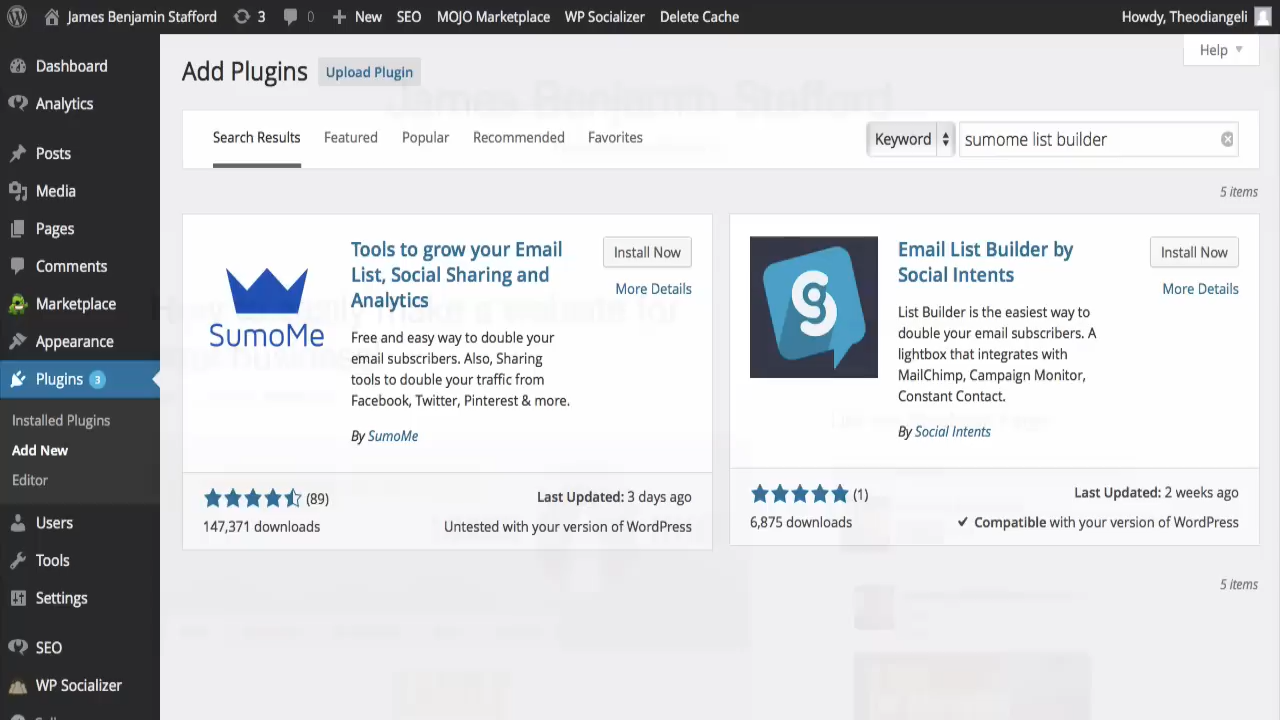 James Benjamin Stafford 3 0 New SEO MOJO Marketplace WP Socializer Delete Cache Howdy, Theodiangeli
Help
Add Plugins Upload Plugin
James Benjamin Stafford
Search Results Featured Popular Recommended Favorites Keyword sumome list builder
5 items
Dashboard
Analytics
Posts
Media
Pages
Comments
Marketplace
Appearance
Plugins 3
Installed Plugins
Add New
Editor
Users
Tools
Settings
SEO
WP Socializer
SumoMe
Tools to grow your Email
List, Social Sharing and
Analytics
Install Now
More Details
Free and easy way to double your
email subscribers. Also, Sharing
tools to double your traffic from
Facebook, Twitter, Pinterest & more.
By SumoMe
(89)
147,371 downloads
Last Updated: 3 days ago
Untested with your version of WordPress
Email List Builder by
Social Intents
Install Now
More Details
List Builder is the easiest way to
double your email subscribers. A
lightbox that integrates with
MailChimp, Campaign Monitor,
Constant Contact.
By Social Intents
(1)
6,875 downloads
Last Updated: 2 weeks ago
Compatible with your version of WordPress
5 items